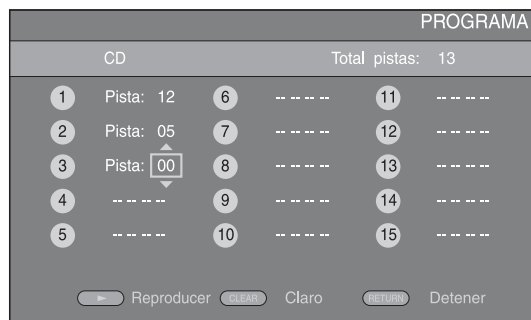 PROGRAMA
CD Total pistas: 13
1 Pista: 12 6 -- -- -- -- 11 -- -- -- --
2 Pista: 05 7 -- -- -- -- 12 -- -- -- --
3 Pista: 00 8 -- -- -- -- 13 -- -- -- --
4 -- -- -- -- 9 -- -- -- -- 14 -- -- -- --
5 -- -- -- -- 10 -- -- -- -- 15 -- -- -- --
Reproducer CLEAR Claro RETURN Detener